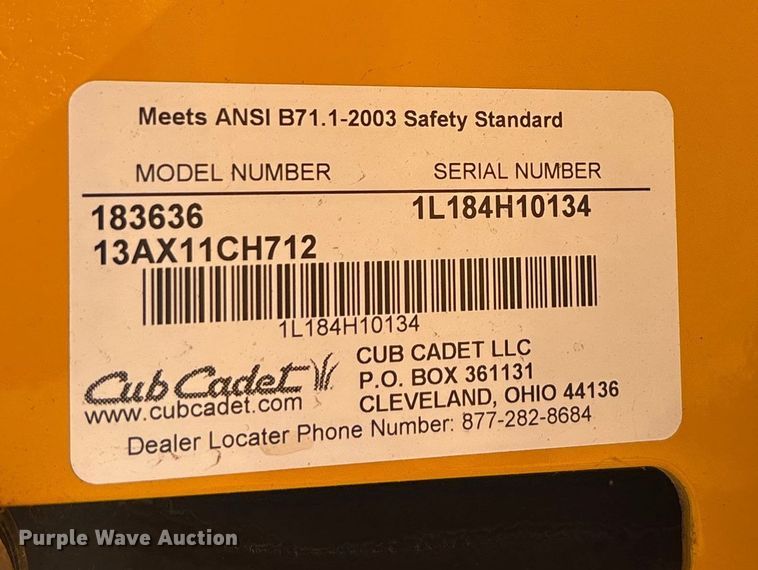 Meets ANSI B71.1-2003 Safety Standard
MODEL NUMBER SERIAL NUMBER
183636 1L184H10134
13AX11CH712
1L184H10134
Cub Cadet
www.cubcadet.com
CUB CADET LLC
P.O. BOX 361131
CLEVELAND, OHIO 44136
Dealer Locater Phone Number: 877-282-8684
Purple Wave Auction